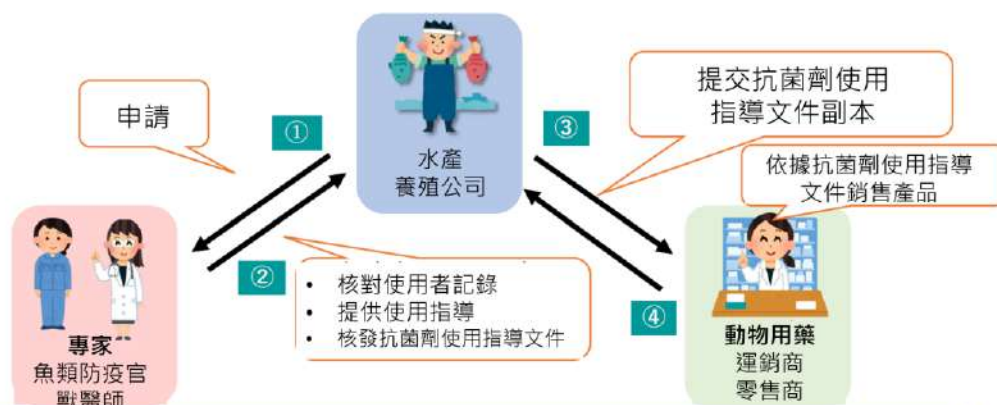 申請
①
水產
養殖公司
③
提交抗菌劑使用
指導文件副本
依據抗菌劑使用指導
文件銷售產品
②
• 核對使用者記錄
• 提供使用指導
• 核發抗菌劑使用指導文件
④
專家
魚類防疫官
獸醫師
動物用藥
運銷商
零售商